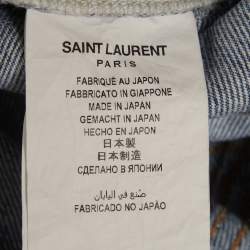 SAINT LAURENT
PARIS
FABRIQUÉ AU JAPON
FABBRICATO IN GIAPPONE
MADE IN JAPAN
GEMACHT IN JAPAN
HECHO EN JAPON
日本製
日本制造
СДЕЛАНО В ЯПОНИИ
صنع في اليابان
FABRICADO NO JAPÃO